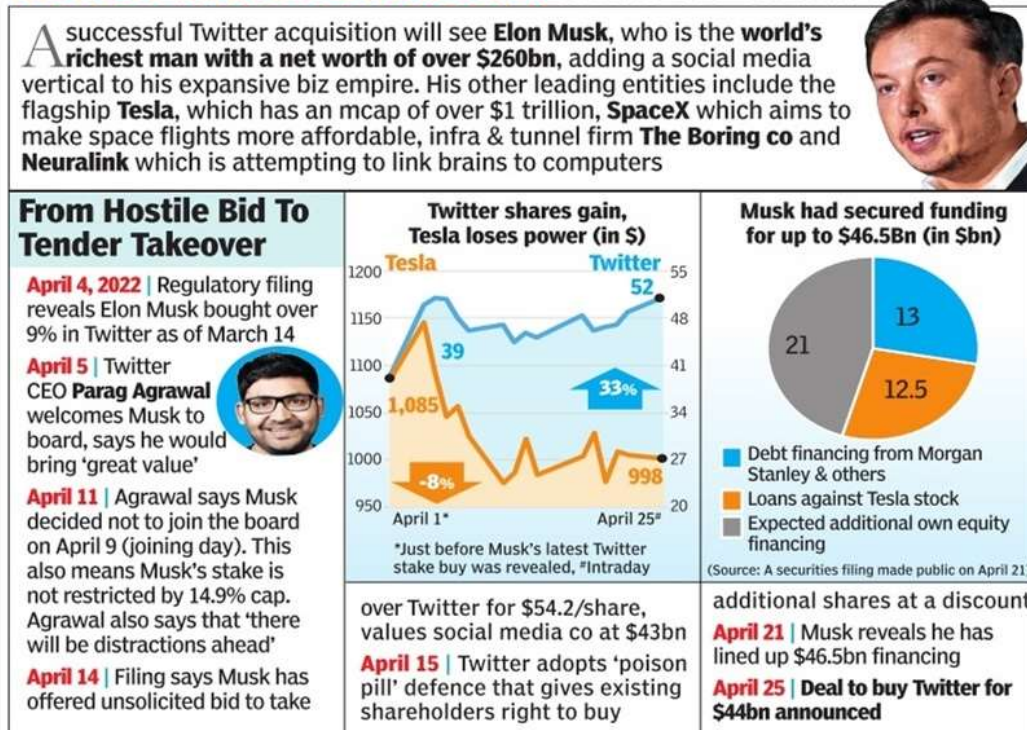 A successful Twitter acquisition will see Elon Musk, who is the world's
richest man with a net worth of over $260bn, adding a social media
vertical to his expansive biz empire. His other leading entities include the
flagship Tesla, which has an mcap of over $1 trillion, SpaceX which aims to
make space flights more affordable, infra & tunnel firm The Boring co and
Neuralink which is attempting to link brains to computers
From Hostile Bid To
Tender Takeover
April 4, 2022 | Regulatory filing
reveals Elon Musk bought over
9% in Twitter as of March 14
April 5 | Twitter
CEO Parag Agrawal
welcomes Musk to
board, says he would
bring 'great value'
April 11 | Agrawal says Musk
decided not to join the board
on April 9 (joining day). This
also means Musk's stake is
not restricted by 14.9% cap.
Agrawal also says that 'there
will be distractions ahead'
April 14 | Filing says Musk has
offered unsolicited bid to take
Twitter shares gain,
Tesla loses power (in $)
Tesla
Twitter
1200
1150
1100
1050
1000
950
55
48
41
34
27
20
52
39
33%
1,085
-8%
998
April 1*
April 25#
*Just before Musk's latest Twitter
stake buy was revealed, #Intraday
over Twitter for $54.2/share,
values social media co at $43bn
April 15 | Twitter adopts 'poison
pill' defence that gives existing
shareholders right to buy
Musk had secured funding
for up to $46.5Bn (in $bn)
13
21
12.5
Debt financing from Morgan
Stanley & others
Loans against Tesla stock
Expected additional own equity
financing
(Source: A securities filing made public on April 21
additional shares at a discount
April 21 | Musk reveals he has
lined up $46.5bn financing
April 25 | Deal to buy Twitter for
$44bn announced